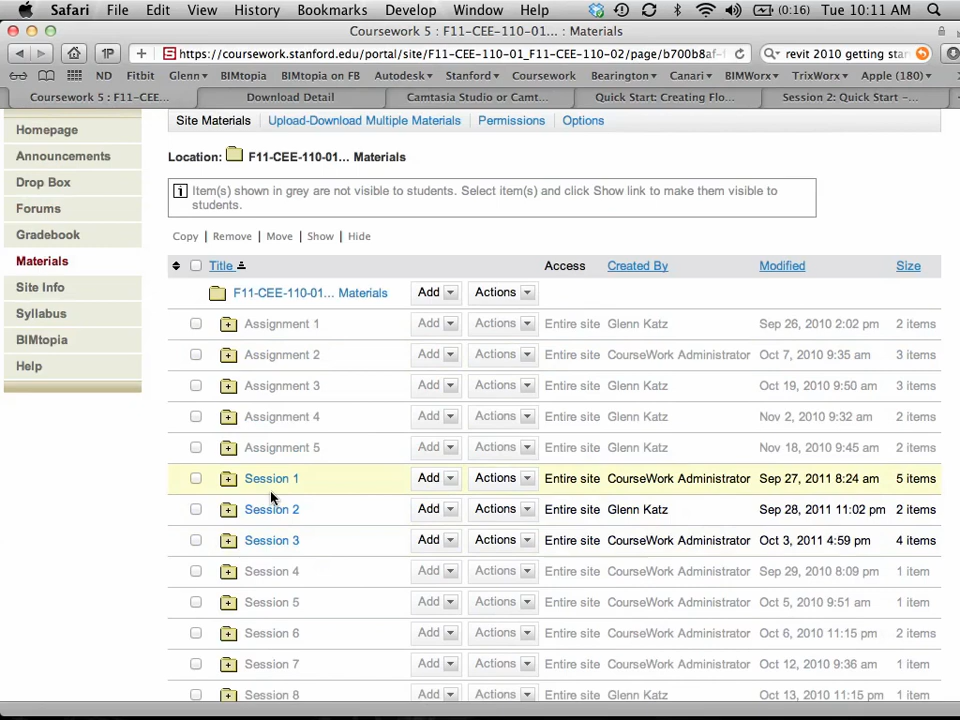 Safari File Edit View History Bookmarks Develop Window Help (0:16) Tue 10:11 AM
Coursework 5 : F11-CEE-110-01... : Materials
1P https://coursework.stanford.edu/portal/site/F11-CEE-110-01_F11-CEE-110-02/page/b700b8af- revit 2010 getting star
ND Fitbit Glenn BIMtopia BIMtopia on FB Autodesk Stanford Coursework Bearington Canari BIMWorx TrixWorx Apple (180)
Coursework 5 : F11-CEE... Download Detail Camtasia Studio or Camt... Quick Start: Creating Flo... Session 2: Quick Start –...
Homepage
Announcements
Drop Box
Forums
Gradebook
Materials
Site Info
Syllabus
BIMtopia
Help
Site Materials Upload-Download Multiple Materials Permissions Options
Location: F11-CEE-110-01... Materials
Item(s) shown in grey are not visible to students. Select item(s) and click Show link to make them visible to
students.
Copy | Remove | Move | Show | Hide
Title Access Created By Modified Size
F11-CEE-110-01... Materials Add Actions
Assignment 1 Add Actions Entire site Glenn Katz Sep 26, 2010 2:02 pm 2 items
Assignment 2 Add Actions Entire site CourseWork Administrator Oct 7, 2010 9:35 am 3 items
Assignment 3 Add Actions Entire site Glenn Katz Oct 19, 2010 9:50 am 3 items
Assignment 4 Add Actions Entire site Glenn Katz Nov 2, 2010 9:32 am 2 items
Assignment 5 Add Actions Entire site Glenn Katz Nov 18, 2010 9:45 am 2 items
Session 1 Add Actions Entire site CourseWork Administrator Sep 27, 2011 8:24 am 5 items
Session 2 Add Actions Entire site Glenn Katz Sep 28, 2011 11:02 pm 2 items
Session 3 Add Actions Entire site CourseWork Administrator Oct 3, 2011 4:59 pm 4 items
Session 4 Add Actions Entire site CourseWork Administrator Sep 29, 2010 8:09 pm 1 item
Session 5 Add Actions Entire site CourseWork Administrator Oct 5, 2010 9:51 am 1 item
Session 6 Add Actions Entire site CourseWork Administrator Oct 6, 2010 11:15 pm 2 items
Session 7 Add Actions Entire site CourseWork Administrator Oct 12, 2010 9:36 am 1 item
Session 8 Add Actions Entire site CourseWork Administrator Oct 13, 2010 11:15 pm 1 item